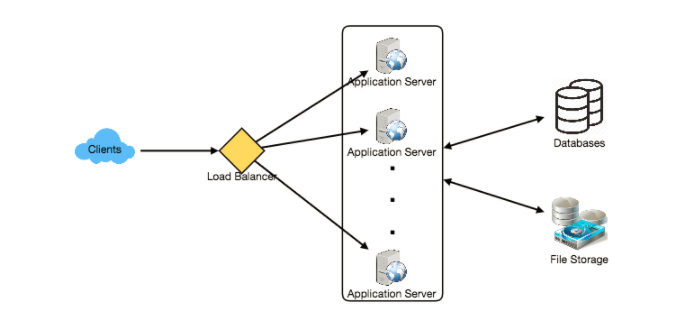 Application Server
Application Server
Databases
Clients
Load Balancer
File Storage
Application Server